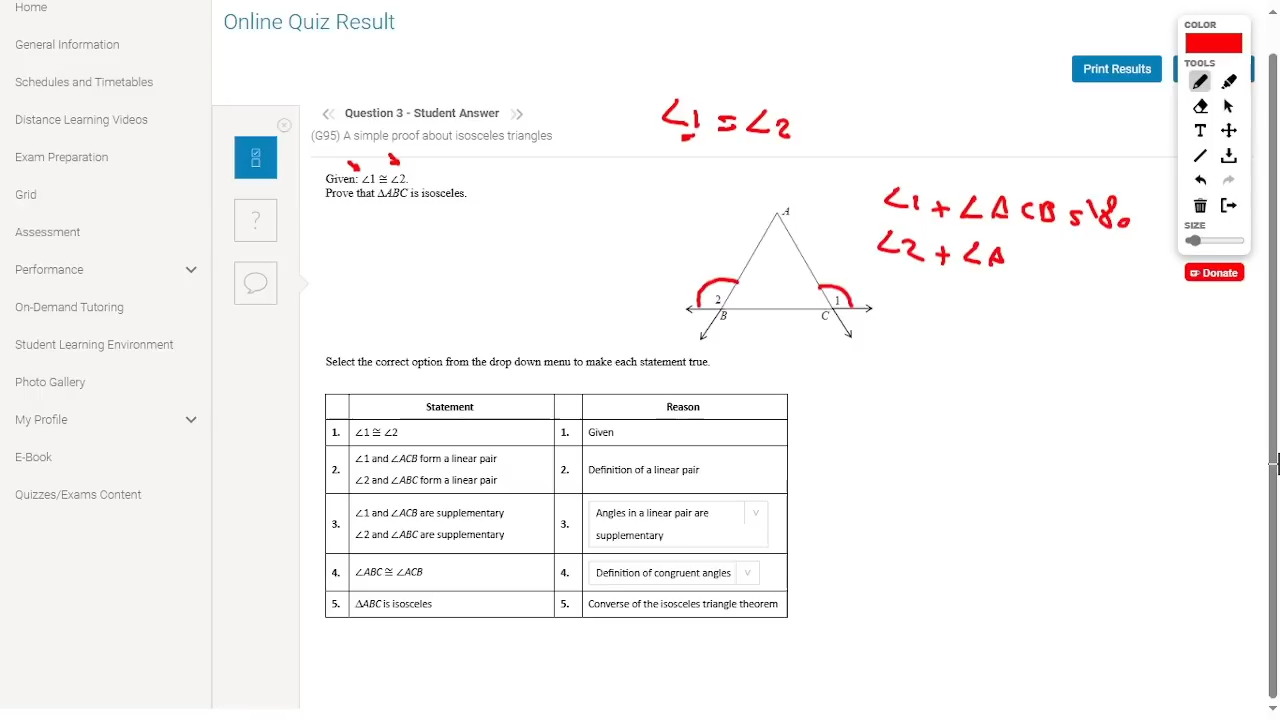 Home
General Information
Schedules and Timetables
Distance Learning Videos
Exam Preparation
Grid
Assessment
Performance
On-Demand Tutoring
Student Learning Environment
Photo Gallery
My Profile
E-Book
Quizzes/Exams Content
Online Quiz Result
Print Results
Question 3 - Student Answer
(G95) A simple proof about isosceles triangles
∠1 = ∠2
Given: ∠1 ≅ ∠2.
Prove that ΔABC is isosceles.
∠1 + ∠ACB = 180
∠2 + ∠A
A
2
1
B
C
Select the correct option from the drop down menu to make each statement true.
Statement Reason
1. ∠1 ≅ ∠2 1. Given
2. ∠1 and ∠ACB form a linear pair
∠2 and ∠ABC form a linear pair
2. Definition of a linear pair
3. ∠1 and ∠ACB are supplementary
∠2 and ∠ABC are supplementary
3. Angles in a linear pair are
supplementary
4. ∠ABC ≅ ∠ACB 4. Definition of congruent angles
5. ΔABC is isosceles 5. Converse of the isosceles triangle theorem
COLOR
TOOLS
T
SIZE
Donate